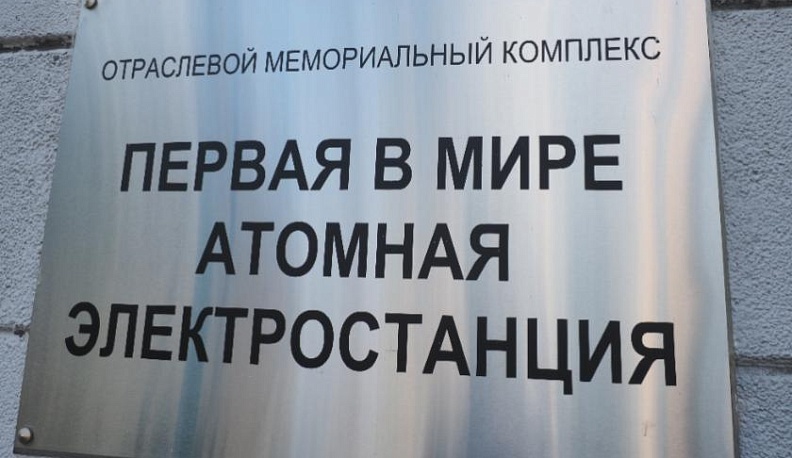 ОТРАСЛЕВОЙ МЕМОРИАЛЬНЫЙ КОМПЛЕКС
ПЕРВАЯ В МИРЕ
АТОМНАЯ
ЭЛЕКТРОСТАНЦИЯ